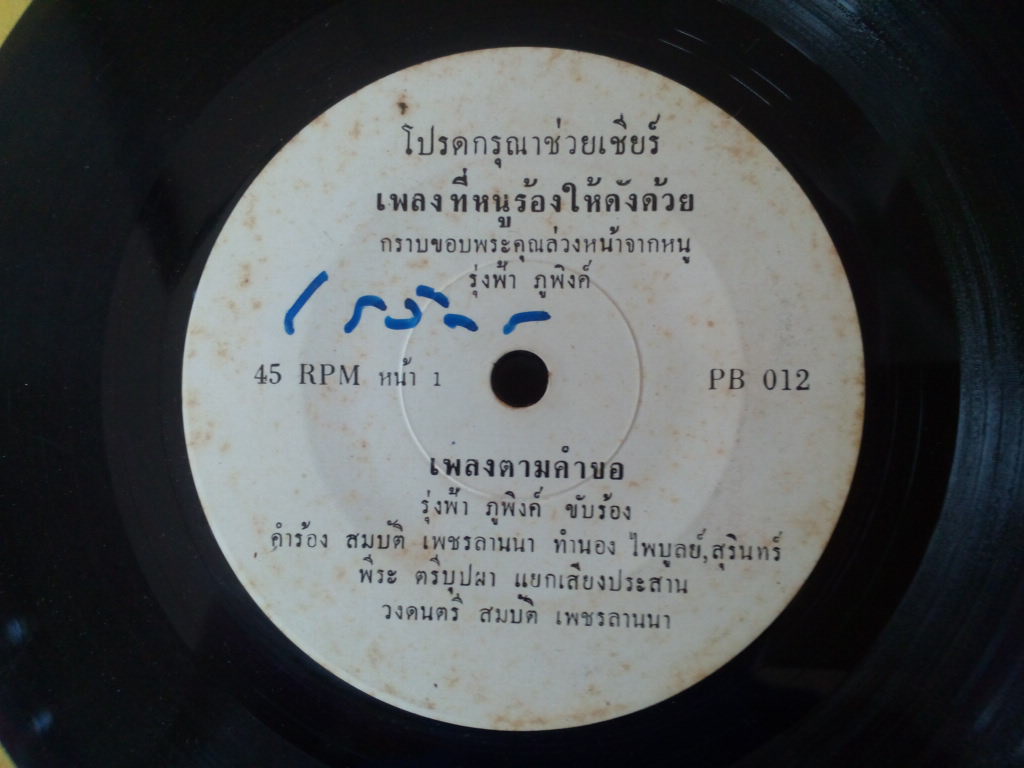 โปรดกรุณาช่วยเชียร์
เพลงที่หนูร้องให้ดังด้วย
กราบขอบพระคุณล่วงหน้าจากหนู
รุ่งฟ้า ภูพิงค์
45 RPM หน้า 1 PB 012
เพลงตามคำขอ
รุ่งฟ้า ภูพิงค์ ขับร้อง
คำร้อง สมบัติ เพชรลานนา ทำนอง ไพบูลย์,สุรินทร์
พีระ ตรีบุปผา แยกเสียงประสาน
วงดนตรี สมบัติ เพชรลานนา